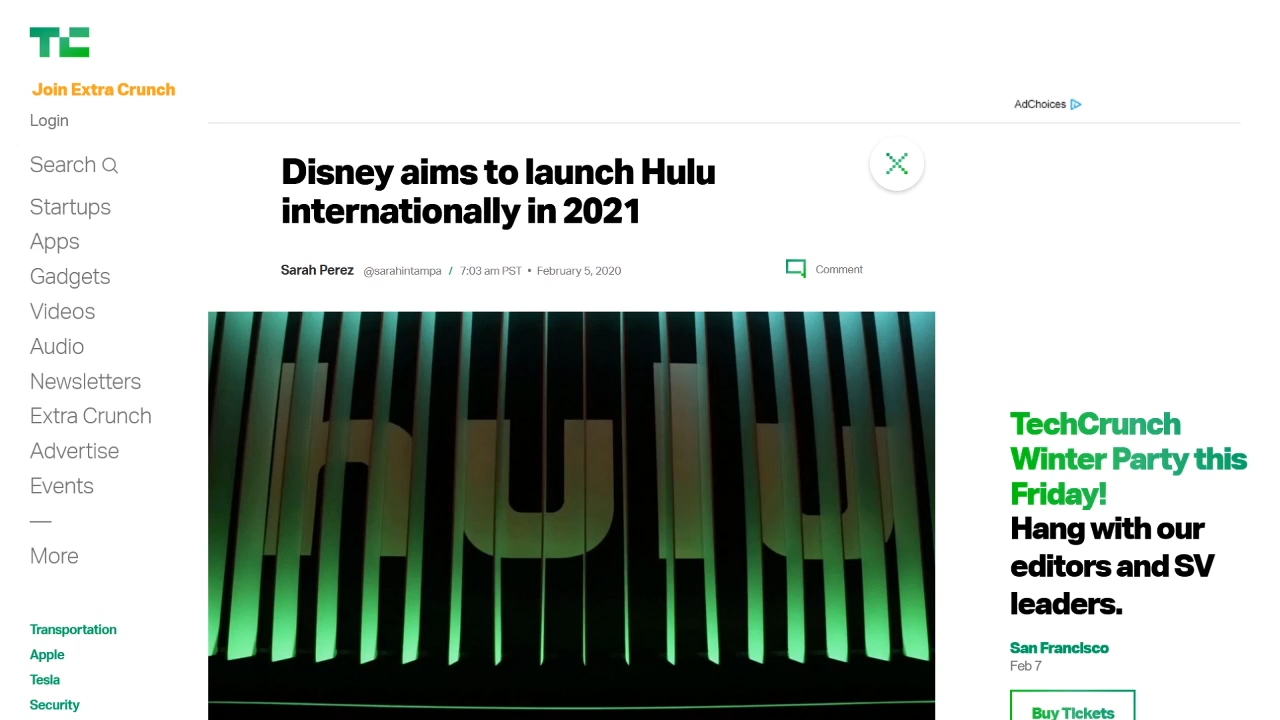 TC
Join Extra Crunch
Login
Search
Startups
Apps
Gadgets
Videos
Audio
Newsletters
Extra Crunch
Advertise
Events
—
More
Transportation
Apple
Tesla
Security
AdChoices
Disney aims to launch Hulu
internationally in 2021
Sarah Perez @sarahintampa / 7:03 am PST • February 5, 2020
Comment
hulu
TechCrunch
Winter Party this
Friday!
Hang with our
editors and SV
leaders.
San Francisco
Feb 7
Buy Tickets